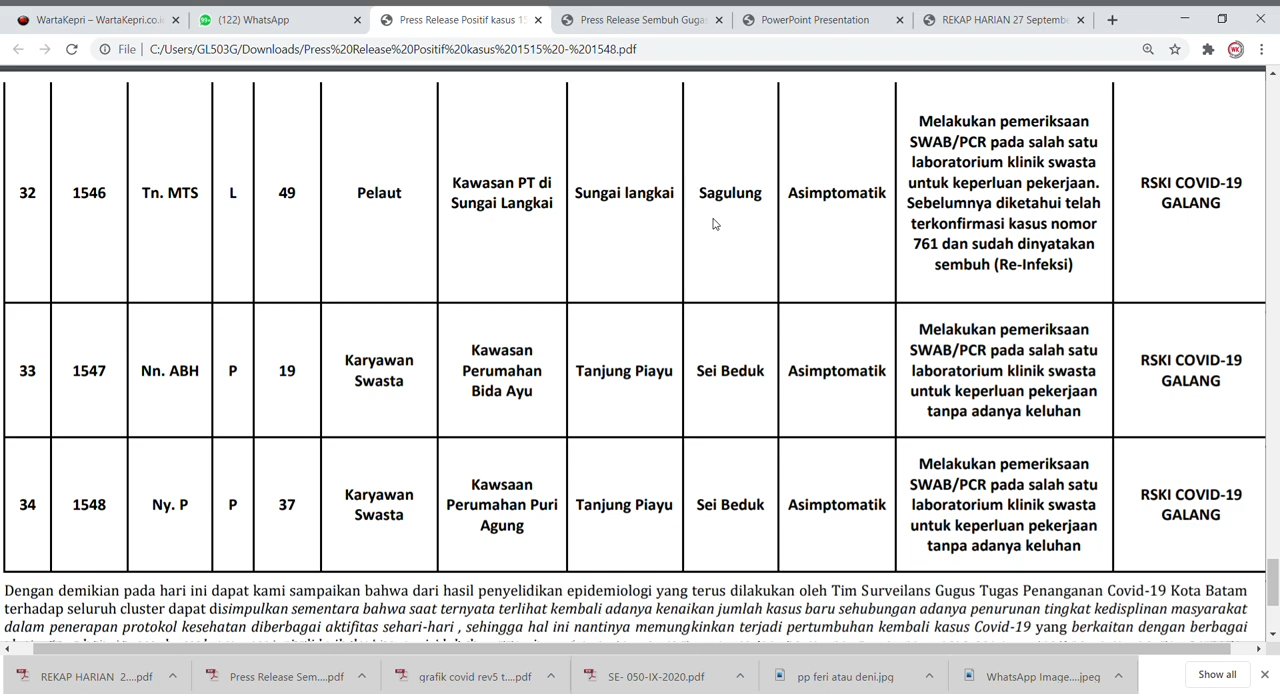 WartaKepri – WartaKepri.co.i
(122) WhatsApp
Press Release Positif kasus 15
Press Release Sembuh Gugas
PowerPoint Presentation
REKAP HARIAN 27 Septembe
File
C:/Users/GL503G/Downloads/Press%20Release%20Positif%20kasus%201515%20-%201548.pdf
32
1546
Tn. MTS
L
49
Pelaut
Kawasan PT di
Sungai Langkai
Sungai langkai
Sagulung
Asimptomatik
Melakukan pemeriksaan
SWAB/PCR pada salah satu
laboratorium klinik swasta
untuk keperluan pekerjaan.
Sebelumnya diketahui telah
terkonfirmasi kasus nomor
761 dan sudah dinyatakan
sembuh (Re-Infeksi)
RSKI COVID-19
GALANG
33
1547
Nn. ABH
P
19
Karyawan
Swasta
Kawasan
Perumahan
Bida Ayu
Tanjung Piayu
Sei Beduk
Asimptomatik
Melakukan pemeriksaan
SWAB/PCR pada salah satu
laboratorium klinik swasta
untuk keperluan pekerjaan
tanpa adanya keluhan
RSKI COVID-19
GALANG
34
1548
Ny. P
P
37
Karyawan
Swasta
Kawsaan
Perumahan Puri
Agung
Tanjung Piayu
Sei Beduk
Asimptomatik
Melakukan pemeriksaan
SWAB/PCR pada salah satu
laboratorium klinik swasta
untuk keperluan pekerjaan
tanpa adanya keluhan
RSKI COVID-19
GALANG
Dengan demikian pada hari ini dapat kami sampaikan bahwa dari hasil penyelidikan epidemiologi yang terus dilakukan oleh Tim Surveilans Gugus Tugas Penanganan Covid-19 Kota Batam
terhadap seluruh cluster dapat disimpulkan sementara bahwa saat ternyata terlihat kembali adanya kenaikan jumlah kasus baru sehubungan adanya penurunan tingkat kedisplinan masyarakat
dalam penerapan protokol kesehatan diberbagai aktifitas sehari-hari , sehingga hal ini nantinya memungkinkan terjadi pertumbuhan kembali kasus Covid-19 yang berkaitan dengan berbagai
REKAP HARIAN 2....pdf
Press Release Sem....pdf
grafik covid rev5 t....pdf
SE- 050-IX-2020.pdf
pp feri atau deni.jpg
WhatsApp Image....jpeg
Show all